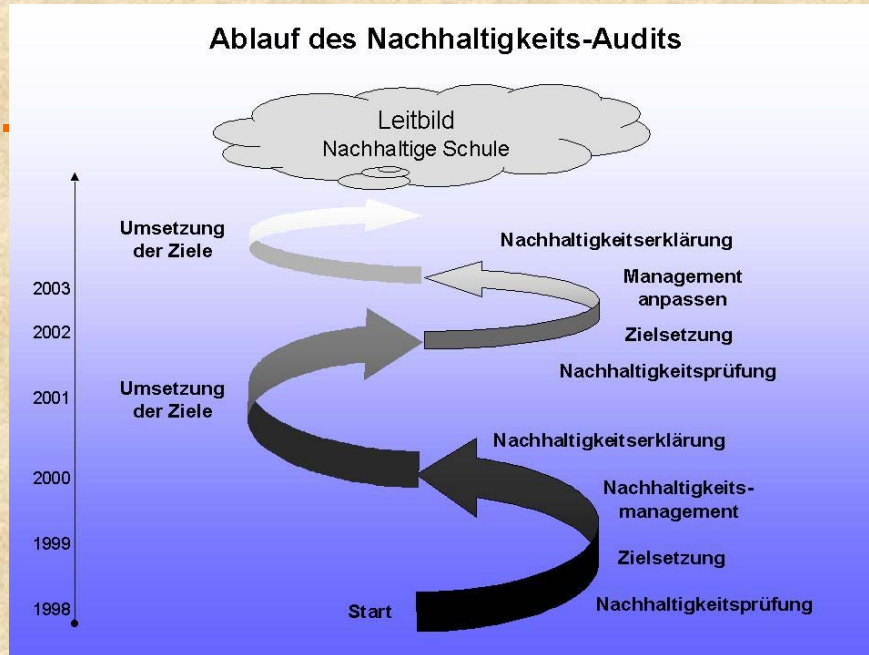 Ablauf des Nachhaltigkeits-Audits
Leitbild
Nachhaltige Schule
Umsetzung
der Ziele
Nachhaltigkeitserklärung
Management
anpassen
2003
2002
Zielsetzung
Nachhaltigkeitsprüfung
Umsetzung
der Ziele
2001
Nachhaltigkeitserklärung
2000
Nachhaltigkeits-
management
1999
Zielsetzung
1998
Start
Nachhaltigkeitsprüfung